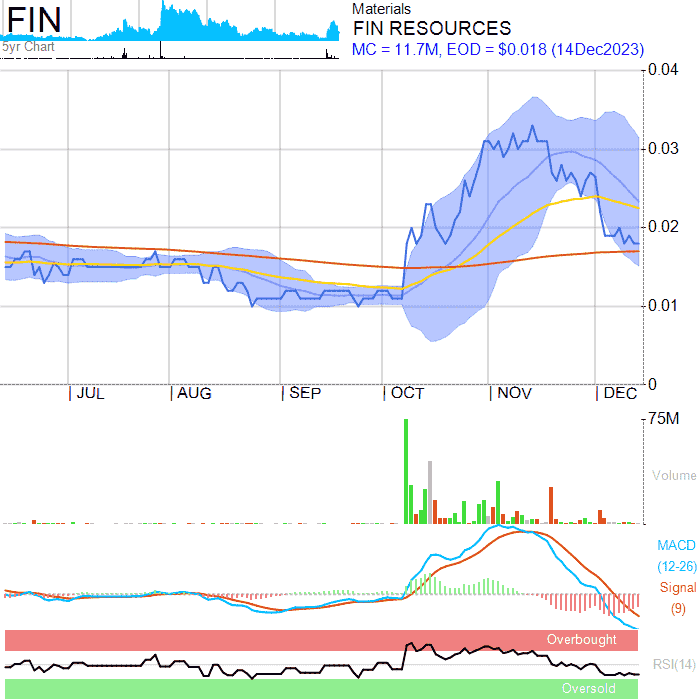 FIN
5yr Chart
Materials
FIN RESOURCES
MC = 11.7M, EOD = $0.018 (14Dec2023)
0.04
0.03
0.02
0.01
0
JUL
AUG
SEP
OCT
NOV
DEC
75M
Volume
MACD
(12-26)
Signal
(9)
Overbought
RSI(14)
Oversold